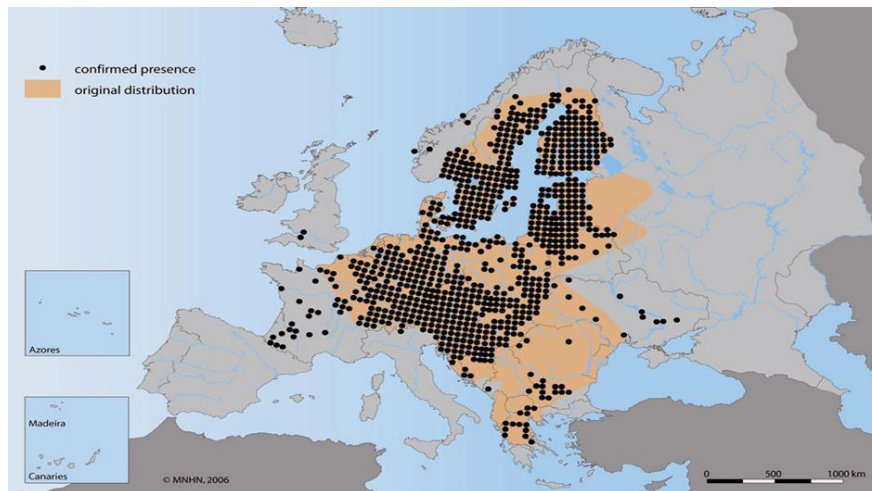 confirmed presence
original distribution
Azores
Madeira
Canaries
© MNHN, 2006
0 500 1000 km